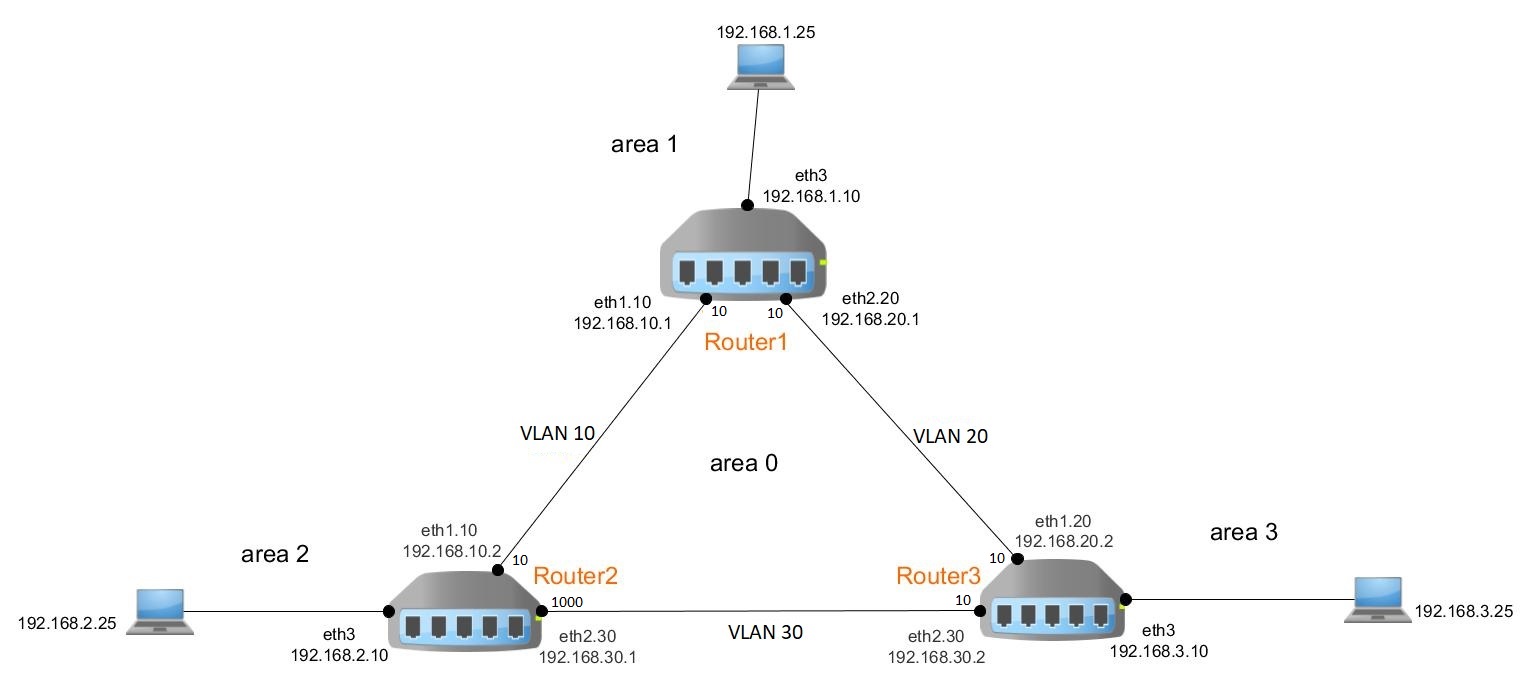 192.168.1.25
area 1
eth3
192.168.1.10
eth1.10
192.168.10.1
10
10
eth2.20
192.168.20.1
Router1
VLAN 10
VLAN 20
area 0
area 2
eth1.10
192.168.10.2
10
Router2
1000
192.168.2.25
eth3
192.168.2.10
eth2.30
192.168.30.1
VLAN 30
eth1.20
192.168.20.2
10
Router3
10
area 3
eth2.30
192.168.30.2
eth3
192.168.3.10
192.168.3.25